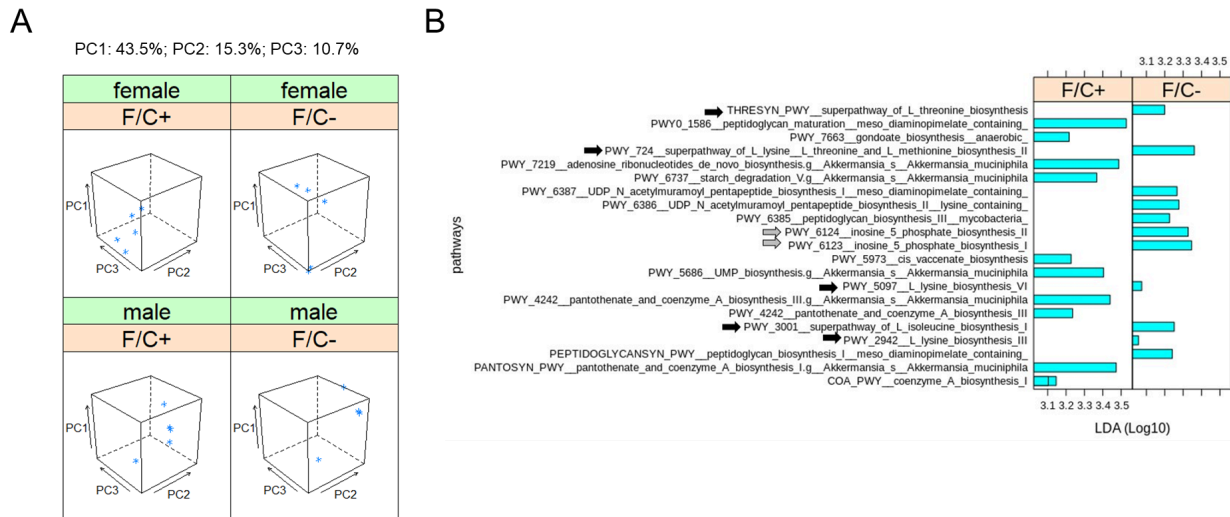 A
PC1: 43.5%; PC2: 15.3%; PC3: 10.7%
female
female
F/C+
F/C-
PC1
PC3
PC2
PC1
PC3
PC2
male
male
F/C+
F/C-
PC1
PC3
PC2
PC1
PC3
PC2
B
3.1 3.2 3.3 3.4 3.5
F/C+
F/C-
pathways
THRESYN_PWY__superpathway_of_L_threonine_biosynthesis
PWY0_1586__peptidoglycan_maturation__meso_diaminopimelate_containing_
PWY_7663__gondoate_biosynthesis__anaerobic_
PWY_724__superpathway_of_L_lysine__L_threonine_and_L_methionine_biosynthesis_II
PWY_7219__adenosine_ribonucleotides_de_novo_biosynthesis.g__Akkermansia_s__Akkermansia_muciniphila
PWY_6737__starch_degradation_V.g__Akkermansia_s__Akkermansia_muciniphila
PWY_6387__UDP_N_acetylmuramoyl_pentapeptide_biosynthesis_I__meso_diaminopimelate_containing_
PWY_6386__UDP_N_acetylmuramoyl_pentapeptide_biosynthesis_II__lysine_containing_
PWY_6385__peptidoglycan_biosynthesis_III__mycobacteria_
PWY_6124__inosine_5_phosphate_biosynthesis_II
PWY_6123__inosine_5_phosphate_biosynthesis_I
PWY_5973__cis_vaccenate_biosynthesis
PWY_5686__UMP_biosynthesis.g__Akkermansia_s__Akkermansia_muciniphila
PWY_5097__L_lysine_biosynthesis_VI
PWY_4242__pantothenate_and_coenzyme_A_biosynthesis_III.g__Akkermansia_s__Akkermansia_muciniphila
PWY_4242__pantothenate_and_coenzyme_A_biosynthesis_III
PWY_3001__superpathway_of_L_isoleucine_biosynthesis_I
PWY_2942__L_lysine_biosynthesis_III
PEPTIDOGLYCANSYN_PWY__peptidoglycan_biosynthesis_I__meso_diaminopimelate_containing_
PANTOSYN_PWY__pantothenate_and_coenzyme_A_biosynthesis_I.g__Akkermansia_s__Akkermansia_muciniphila
COA_PWY__coenzyme_A_biosynthesis_I
3.1 3.2 3.3 3.4 3.5
LDA (Log10)